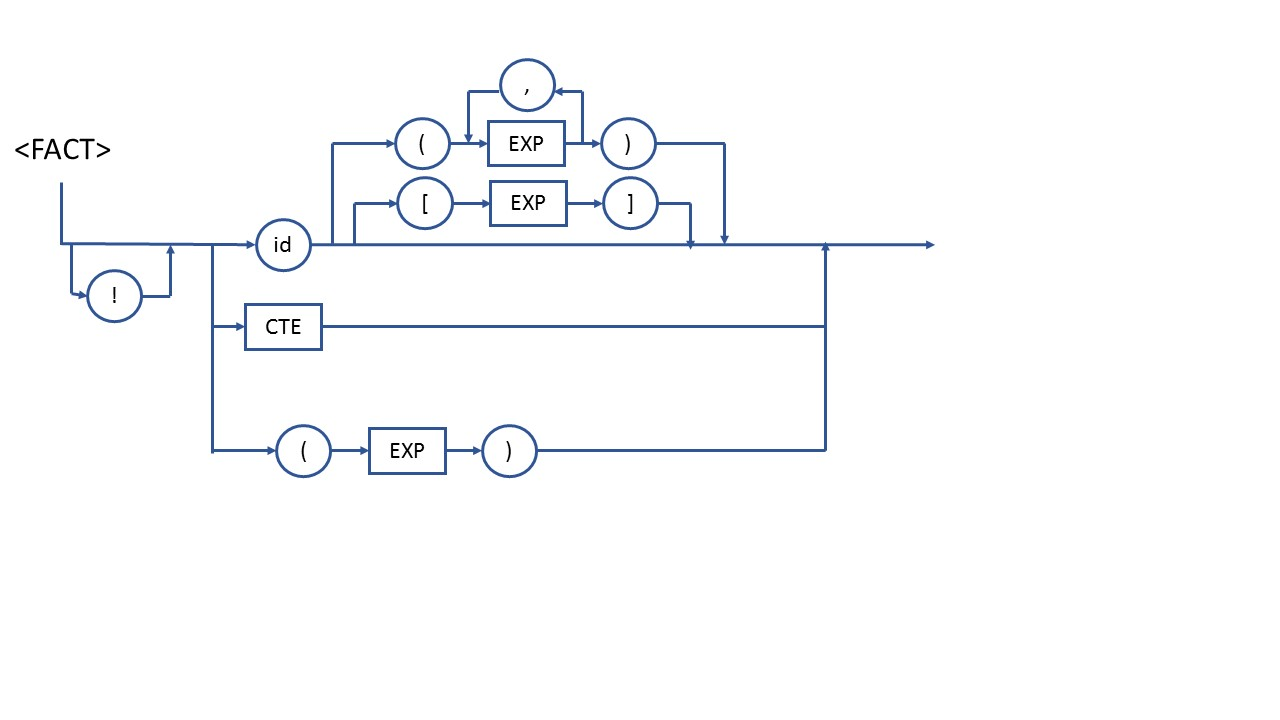 ,
<FACT>
( EXP )
[ EXP ]
id
!
CTE
( EXP )